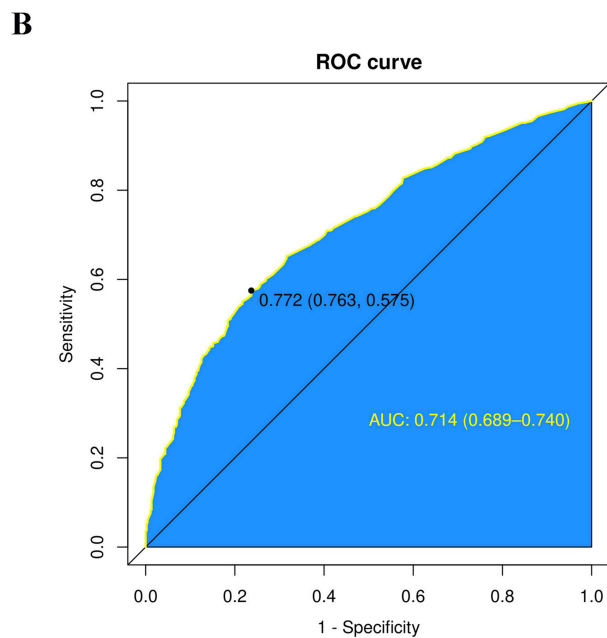 B
ROC curve
1.0
0.8
0.6
0.4
0.2
0.0
Sensitivity
0.772 (0.763, 0.575)
AUC: 0.714 (0.689–0.740)
0.0 0.2 0.4 0.6 0.8 1.0
1 - Specificity